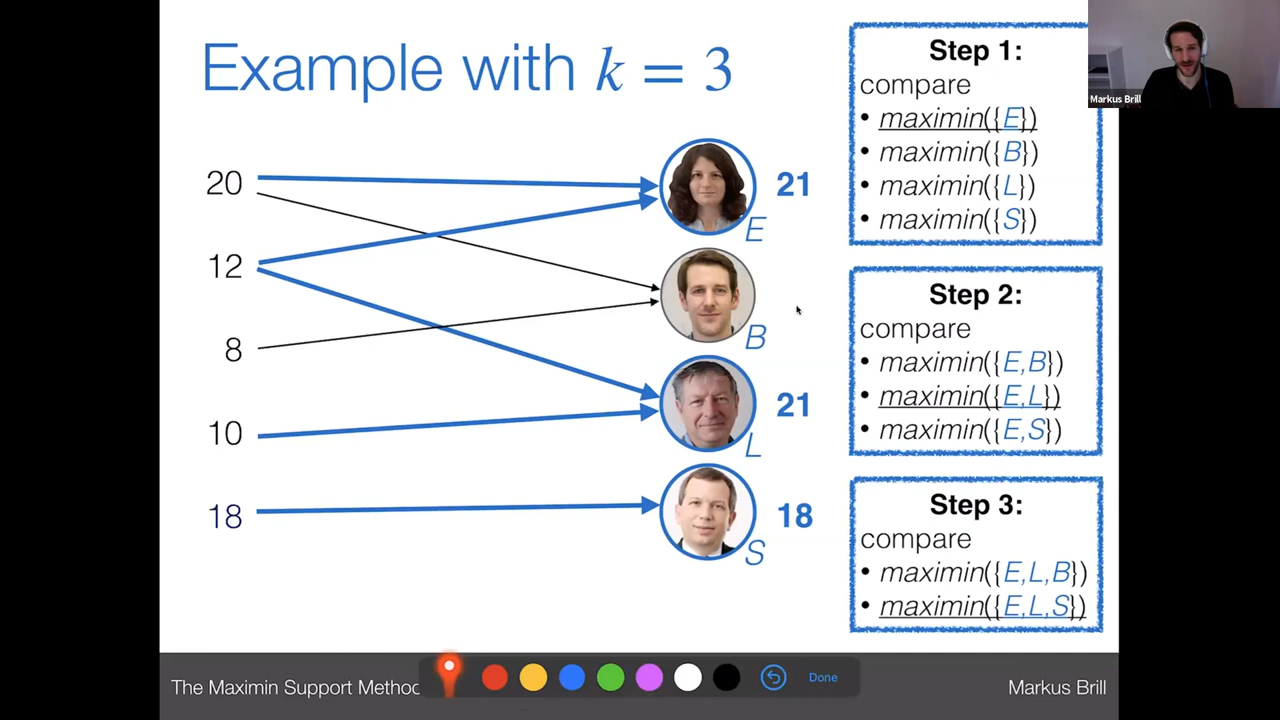 Example with k = 3
20
12
8
10
18
21
E
B
21
L
18
S
Step 1:
compare
• maximin({E})
• maximin({B})
• maximin({L})
• maximin({S})
Step 2:
compare
• maximin({E,B})
• maximin({E,L})
• maximin({E,S})
Step 3:
compare
• maximin({E,L,B})
• maximin({E,L,S})
Markus Brill
The Maximin Support Method
Done
Markus Brill